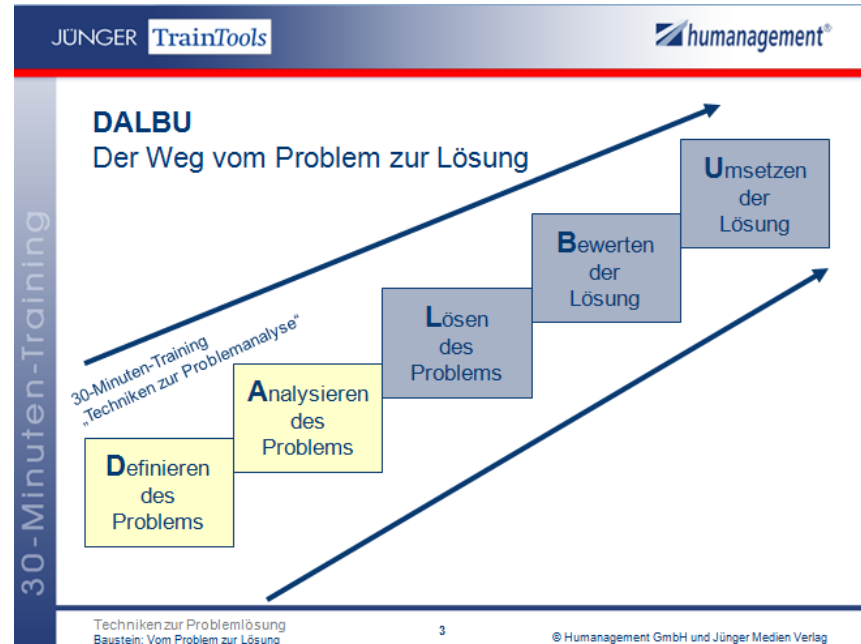 JÜNGER TrainTools
humanagement®
30-Minuten-Training
DALBU
Der Weg vom Problem zur Lösung
30-Minuten-Training
„Techniken zur Problemanalyse“
Definieren
des
Problems
Analysieren
des
Problems
Lösen
des
Problems
Bewerten
der
Lösung
Umsetzen
der
Lösung
Techniken zur Problemlösung
Baustein: Vom Problem zur Lösung
3
© Humanagement GmbH und Jünger Medien Verlag